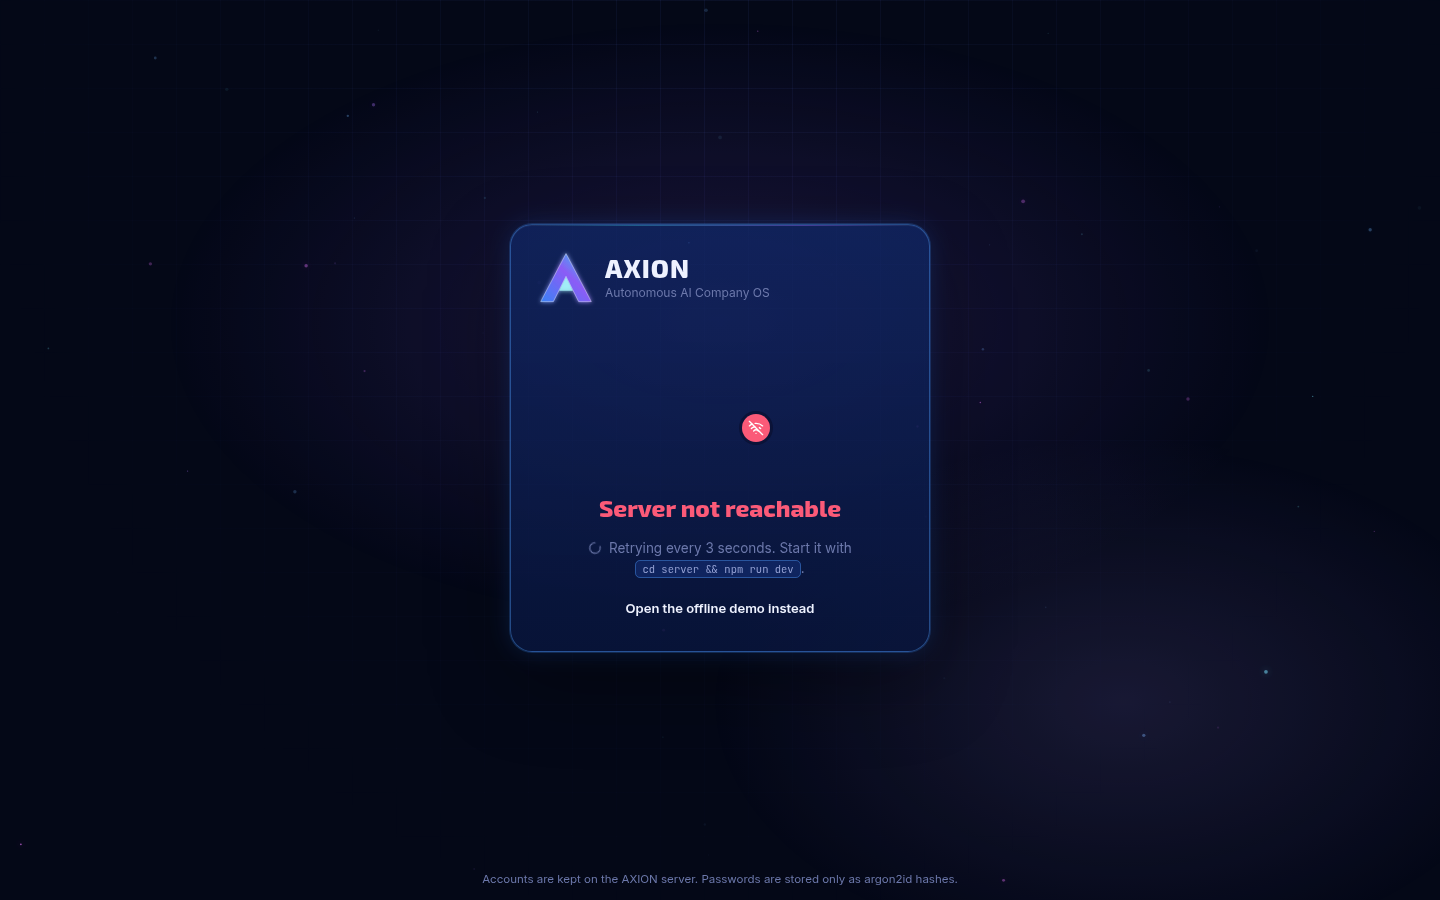 AXION
Autonomous AI Company OS
Server not reachable
Retrying every 3 seconds. Start it with
cd server && npm run dev.
Open the offline demo instead
Accounts are kept on the AXION server. Passwords are stored only as argon2id hashes.